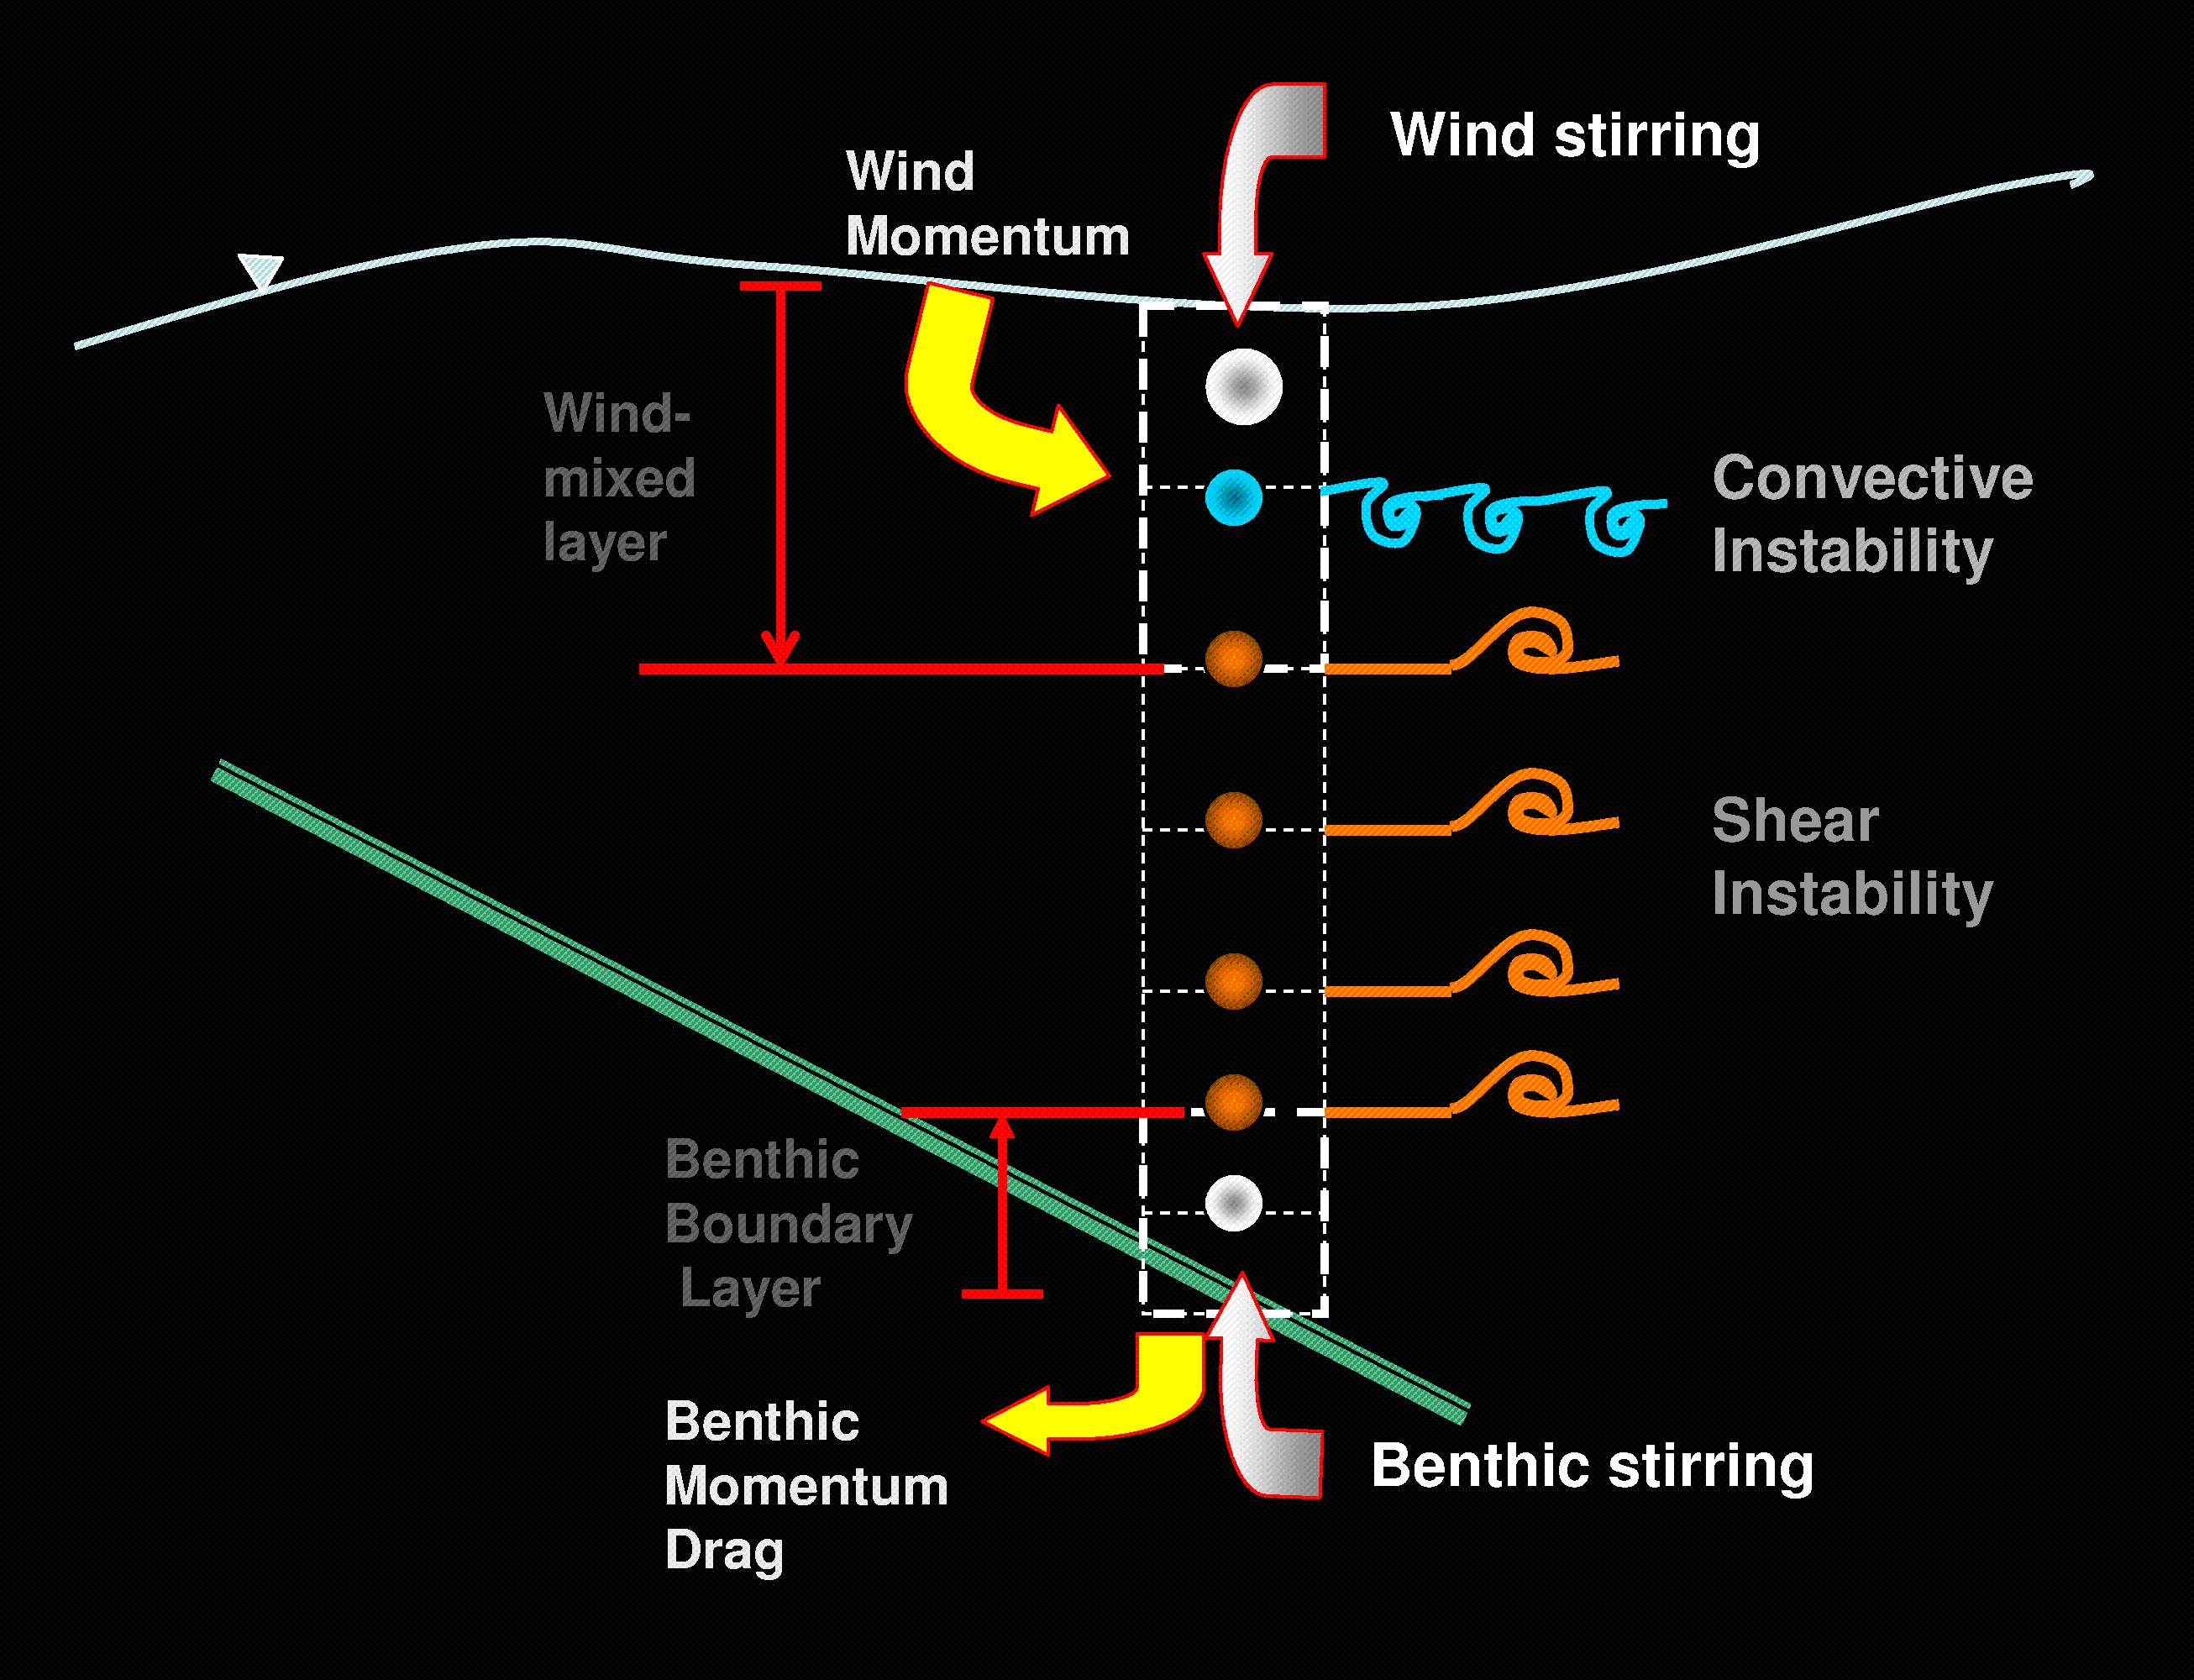 Wind stirring
Wind
Momentum
Wind-
mixed
layer
Convective
Instability
Shear
Instability
Benthic
Boundary
Layer
Benthic
Momentum
Drag
Benthic stirring